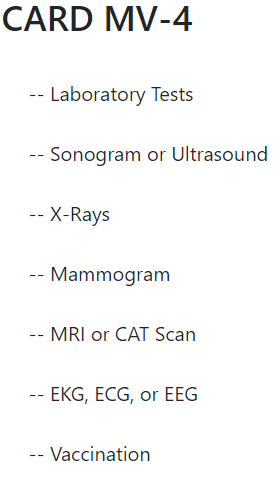 CARD MV-4
-- Laboratory Tests
-- Sonogram or Ultrasound
-- X-Rays
-- Mammogram
-- MRI or CAT Scan
-- EKG, ECG, or EEG
-- Vaccination